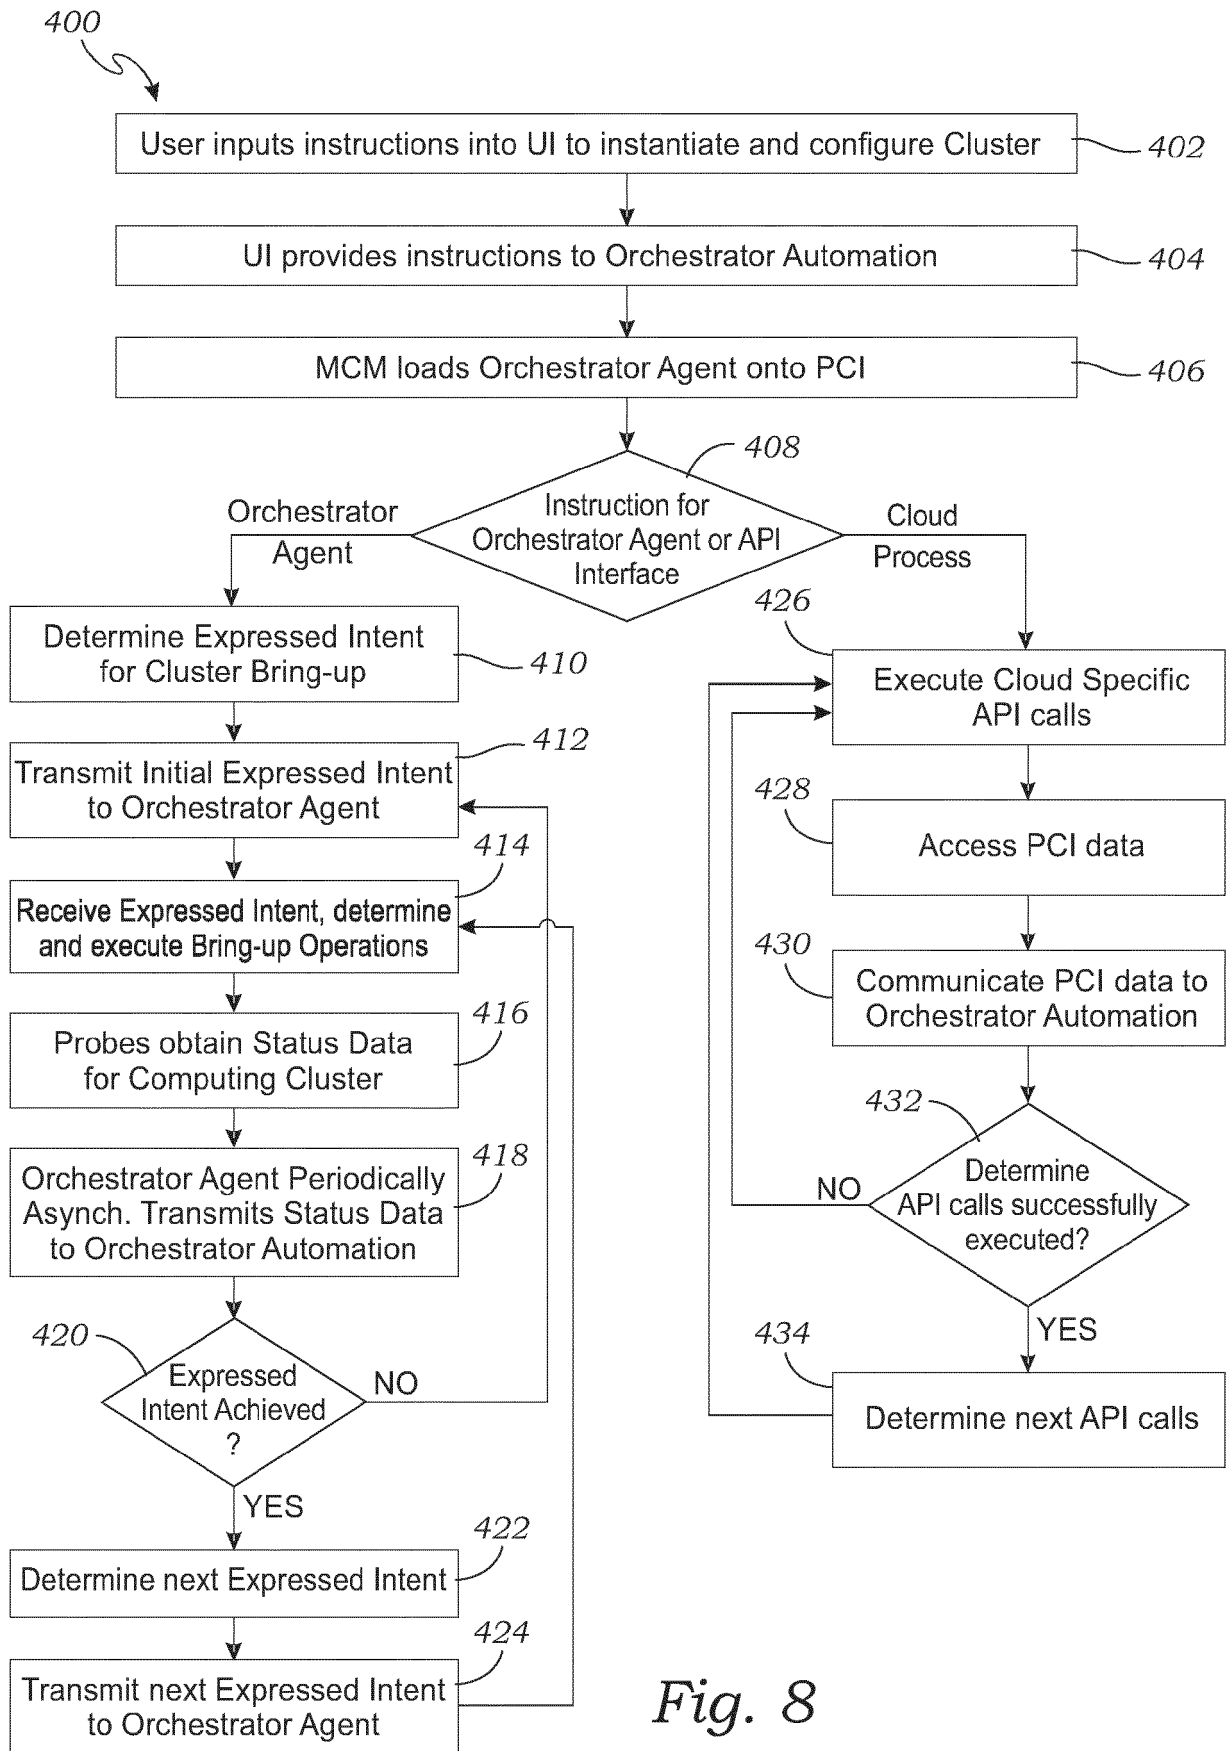 400
User inputs instructions into UI to instantiate and configure Cluster
402
UI provides instructions to Orchestrator Automation
404
MCM loads Orchestrator Agent onto PCI
406
408
Instruction for
Orchestrator Agent or API
Interface
Orchestrator
Agent
Cloud
Process
Determine Expressed Intent
for Cluster Bring-up
410
Transmit Initial Expressed Intent
to Orchestrator Agent
412
Receive Expressed Intent, determine
and execute Bring-up Operations
414
Probes obtain Status Data
for Computing Cluster
416
Orchestrator Agent Periodically
Asynch. Transmits Status Data
to Orchestrator Automation
418
420
Expressed
Intent Achieved
?
NO
YES
Determine next Expressed Intent
422
Transmit next Expressed Intent
to Orchestrator Agent
424
426
Execute Cloud Specific
API calls
428
Access PCI data
430
Communicate PCI data to
Orchestrator Automation
432
Determine
API calls successfully
executed?
NO
YES
434
Determine next API calls
Fig. 8